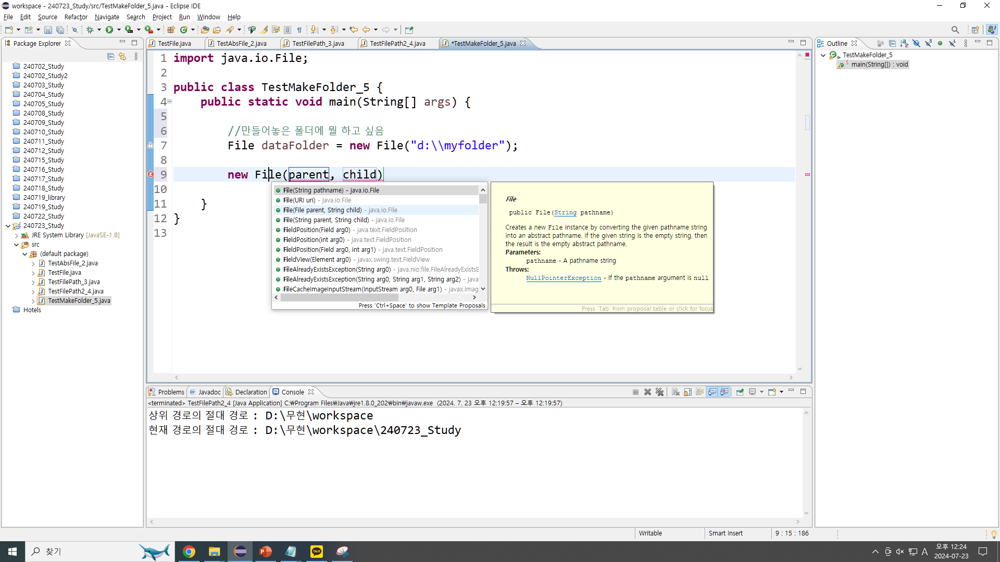 workspace - 240723_Study/src/TestMakeFolder_5.java - Eclipse IDE
File Edit Source Refactor Navigate Search Project Run Window Help
Package Explorer
240702_Study
240702_Study2
240703_Study
240704_Study
240705_Study
240708_Study
240709_Study
240710_Study
240711_Study
240712_Study
240715_Study
240716_Study
240717_Study
240718_Study
240719_library
240719_Study
240722_Study
240723_Study
JRE System Library [JavaSE-1.8]
src
(default package)
TestAbsFile_2.java
TestFile.java
TestFilePath_3.java
TestFilePath2_4.java
TestMakeFolder_5.java
Hotels
TestFile.java TestAbsFile_2.java TestFilePath_3.java TestFilePath2_4.java *TestMakeFolder_5.java
1 import java.io.File;
2
3 public class TestMakeFolder_5 {
4 public static void main(String[] args) {
5
6 //만들어놓은 폴더에 뭘 하고 싶음
7 File dataFolder = new File("d:\\myfolder");
8
9 new File(parent, child)
10
11 }
12 }
13
File(String pathname) - java.io.File
File(URI uri) - java.io.File
File(File parent, String child) - java.io.File
File(String parent, String child) - java.io.File
FieldPosition(Field arg0) - java.text.FieldPosition
FieldPosition(int arg0) - java.text.FieldPosition
FieldPosition(Field arg0, int arg1) - java.text.FieldPosition
FieldView(Element arg0) - javax.swing.text.FieldView
FileAlreadyExistsException(String arg0) - java.nio.file.FileAlreadyExistsE
FileAlreadyExistsException(String arg0, String arg1, String arg2) - java
FileCacheImageInputStream(InputStream arg0, File arg1) - javax.imag
Press 'Ctrl+Space' to show Template Proposals
File
public File(String pathname)
Creates a new File instance by converting the given pathname string
into an abstract pathname. If the given string is the empty string, then
the result is the empty abstract pathname.
Parameters:
pathname - A pathname string
Throws:
NullPointerException - If the pathname argument is null
Press 'Tab' from proposal table or click for focus
Outline
TestMakeFolder_5
main(String[]) : void
Problems Javadoc Declaration Console
<terminated> TestFilePath2_4 [Java Application] C:₩Program Files₩Java₩jre1.8.0_202₩bin₩javaw.exe (2024. 7. 23 오후 12:19:57 – 오후 12:19:57)
상위 경로의 절대 경로 : D:\무현\workspace
현재 경로의 절대 경로 : D:\무현\workspace\240723_Study
Writable Smart Insert 9 : 15 : 186
찾기
TALK
A
오후 12:24
2024-07-23